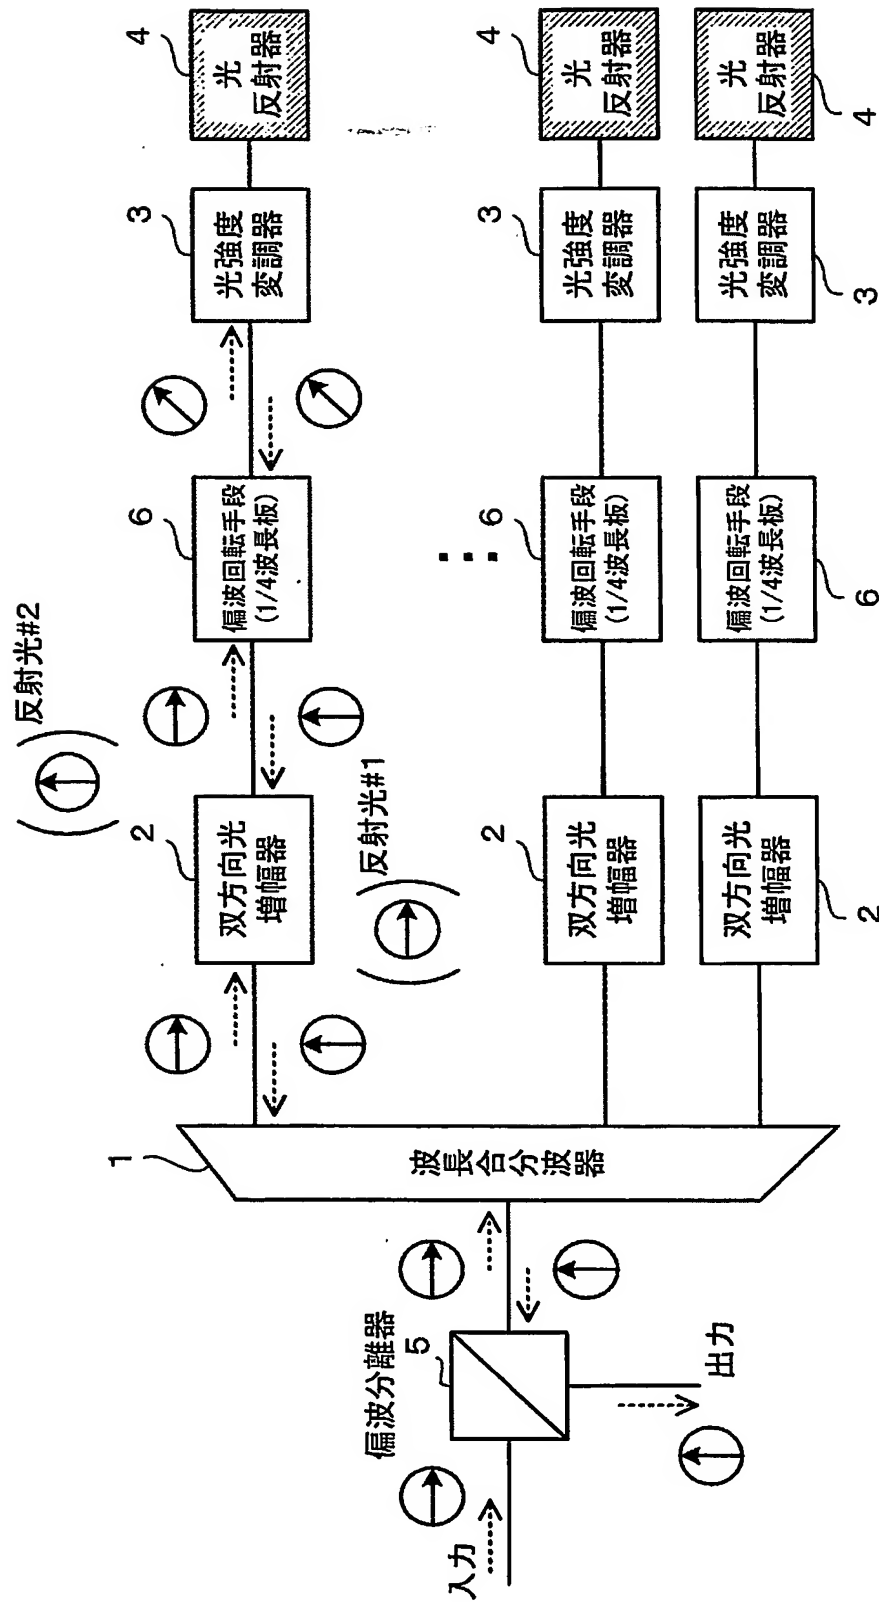 反射光#2
4
光
反射器
3
光強度
変調器
6
偏波回転手段
(1/4波長板)
2
双方向光
増幅器
反射光#1
1
波長合分波器
偏波分離器
5
入力
出力
4
光
反射器
3
光強度
変調器
6
偏波回転手段
(1/4波長板)
2
双方向光
増幅器
光
反射器
4
光強度
変調器
3
偏波回転手段
(1/4波長板)
6
双方向光
増幅器
2